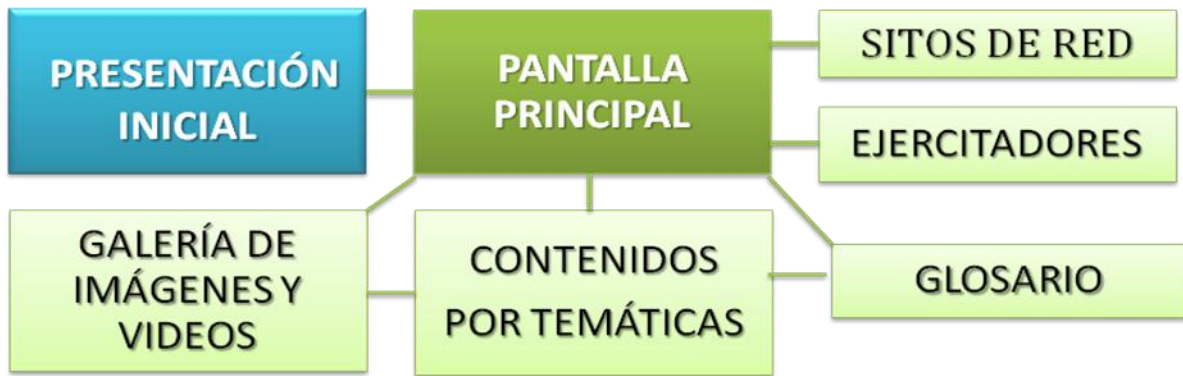 PRESENTACIÓN
INICIAL
PANTALLA
PRINCIPAL
SITOS DE RED
EJERCITADORES
GALERÍA DE
IMÁGENES Y
VIDEOS
CONTENIDOS
POR TEMÁTICAS
GLOSARIO